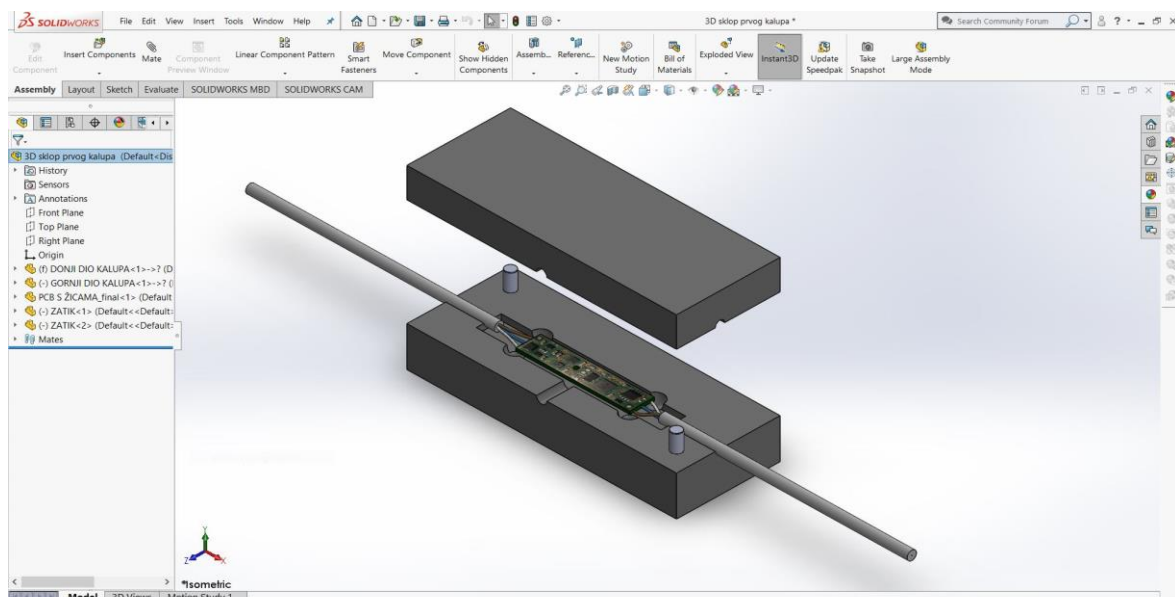 SOLIDWORKS File Edit View Insert Tools Window Help 3D sklop prvog kalupa * Search Community Forum
Edit Component
Insert Components
Mate
Component Preview Window
Linear Component Pattern
Smart Fasteners
Move Component
Show Hidden Components
Assemb...
Referenc...
New Motion Study
Bill of Materials
Exploded View
Instant3D
Update Speedpak
Take Snapshot
Large Assembly Mode
Assembly Layout Sketch Evaluate SOLIDWORKS MBD SOLIDWORKS CAM
3D sklop prvog kalupa (Default<Dis
History
Sensors
Annotations
Front Plane
Top Plane
Right Plane
Origin
(f) DONJI DIO KALUPA<1>->? (D
(-) GORNJI DIO KALUPA<1>->? (
PCB S ŽICAMA_final<1> (Default
(-) ZATIK<1> (Default<<Default>
(-) ZATIK<2> (Default<<Default>
Mates
Y
Z X
*Isometric
Model 3D Views Motion Study 1